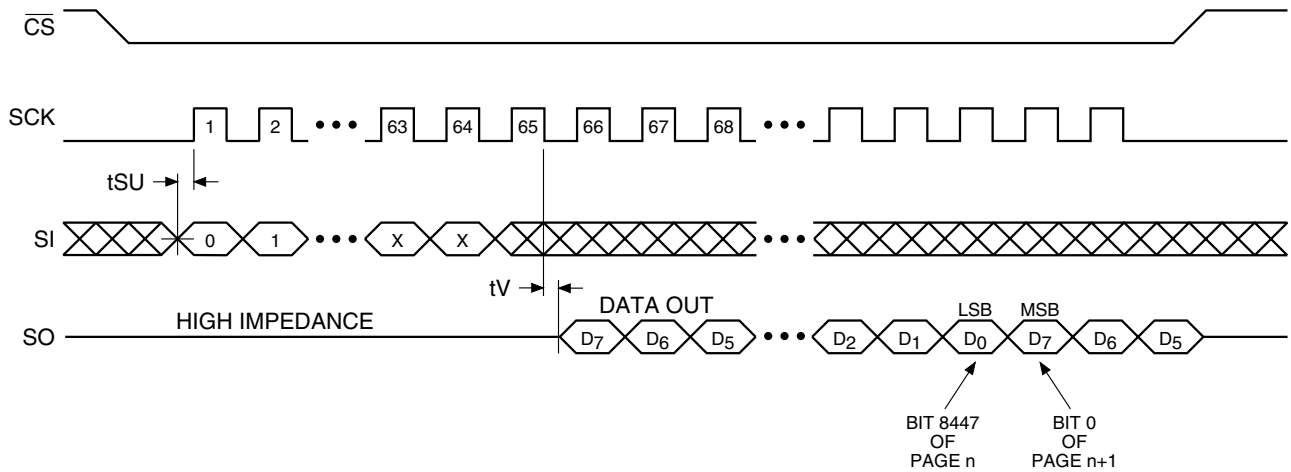 CS
SCK
1 2 ••• 63 64 65 66 67 68 •••
tSU
SI
0 1 ••• X X •••
tV
DATA OUT
LSB MSB
HIGH IMPEDANCE
SO
D7 D6 D5 ••• D2 D1 D0 D7 D6 D5
BIT 8447
OF
PAGE n
BIT 0
OF
PAGE n+1